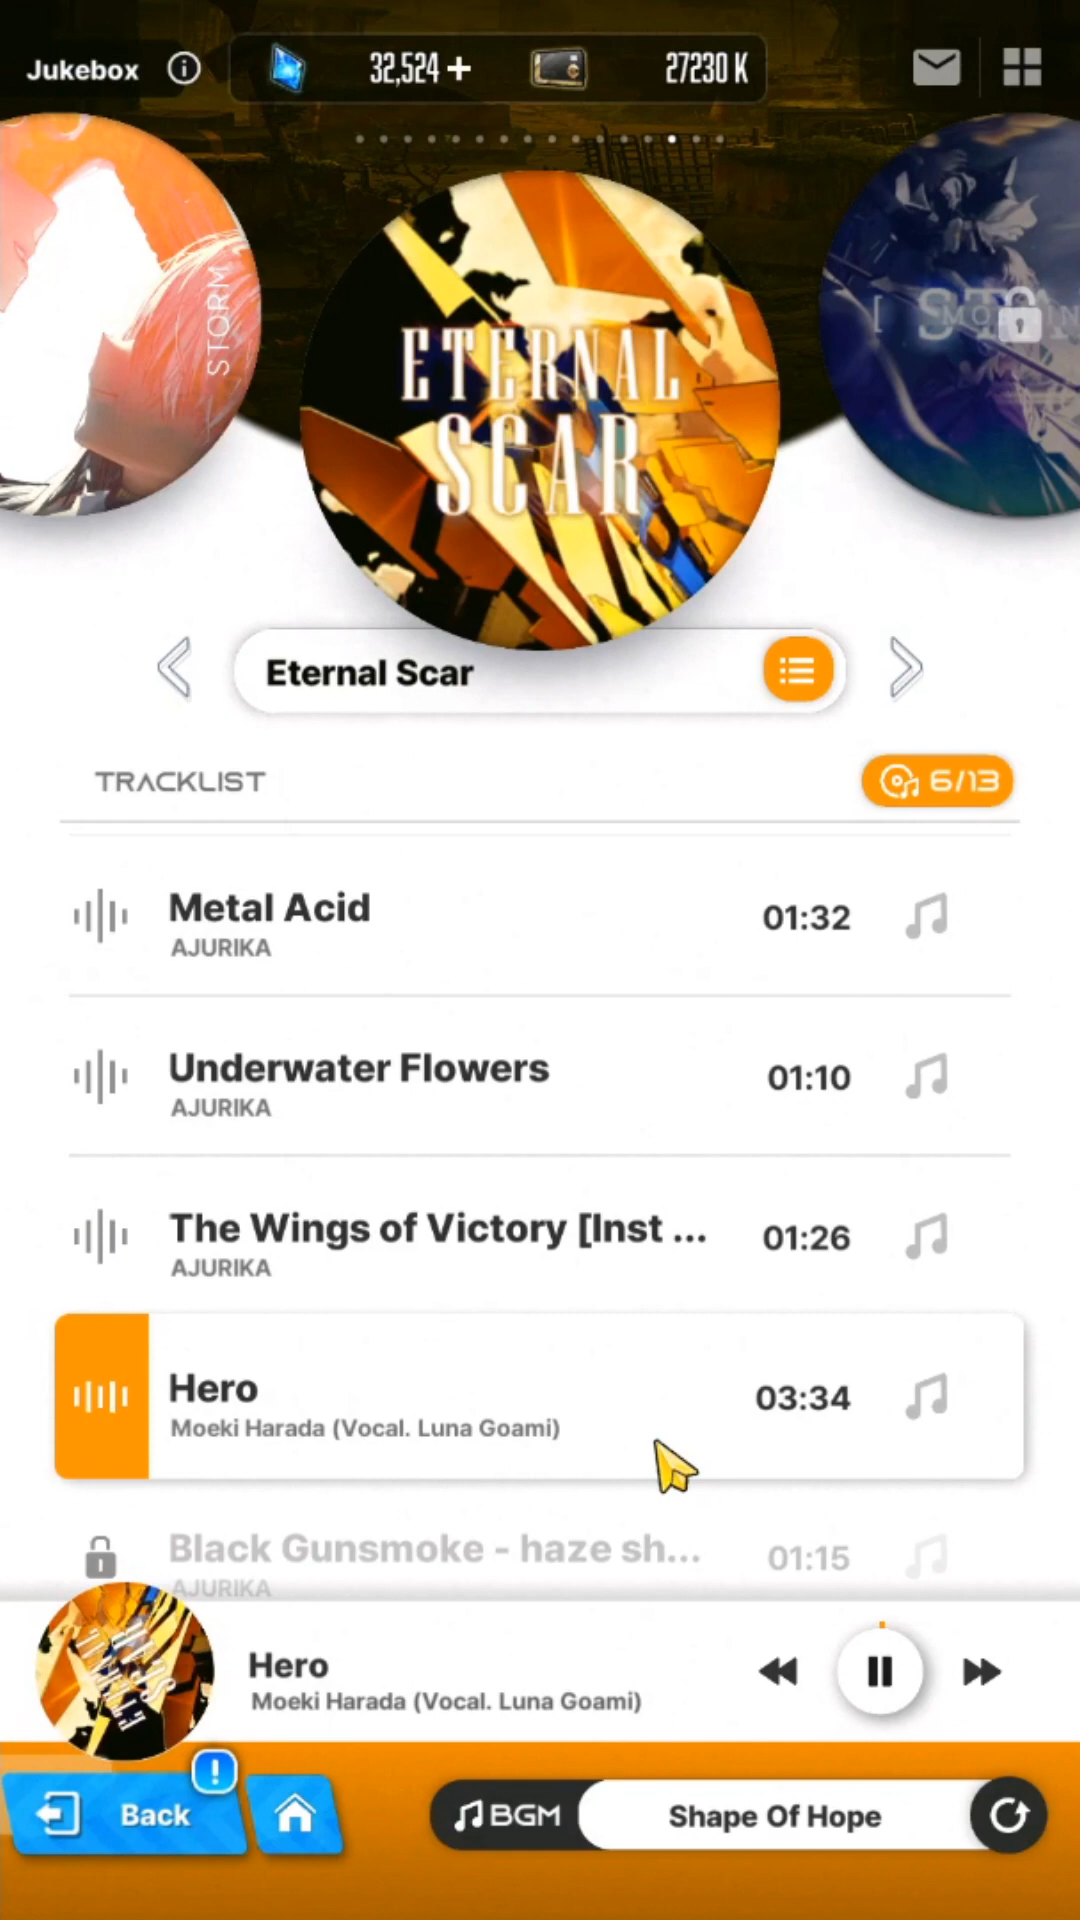 Jukebox
32,524
27230 K
STORM
ETERNAL
SCAR
Eternal Scar
TRACKLIST
6/13
Metal Acid
01:32
AJURIKA
Underwater Flowers
01:10
AJURIKA
The Wings of Victory [Inst ...
01:26
AJURIKA
Hero
03:34
Moeki Harada (Vocal. Luna Goami)
Black Gunsmoke - haze sh...
01:15
AJURIKA
Hero
Moeki Harada (Vocal. Luna Goami)
Back
BGM
Shape Of Hope